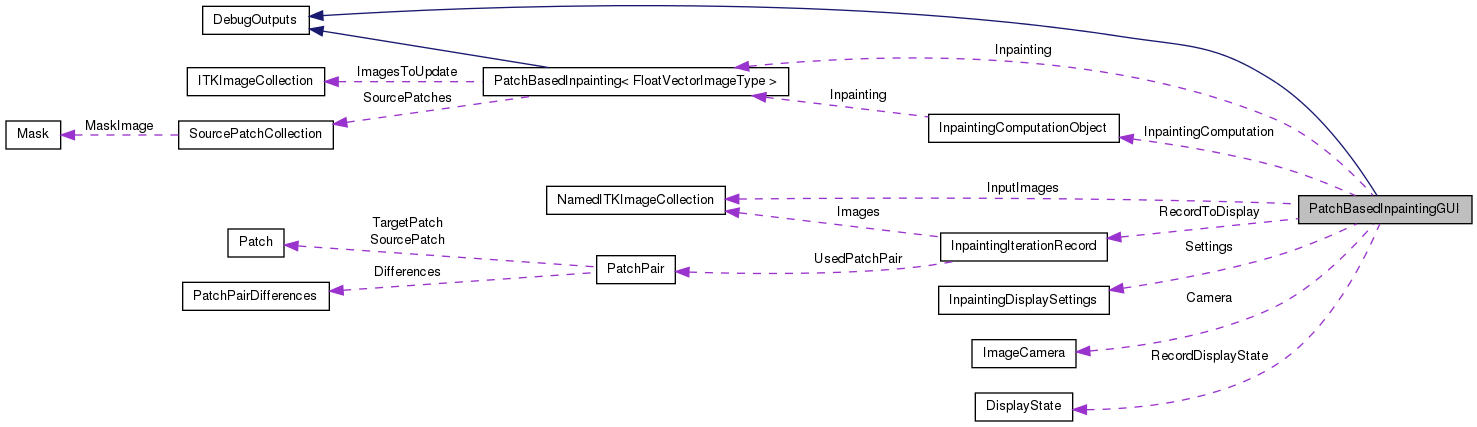 DebugOutputs
Inpainting
ITKImageCollection
ImagesToUpdate
PatchBasedInpainting< FloatVectorImageType >
SourcePatches
Inpainting
Mask
MaskImage
SourcePatchCollection
InpaintingComputationObject
InpaintingComputation
NamedITKImageCollection
InputImages
PatchBasedInpaintingGUI
Images
RecordToDisplay
TargetPatch
SourcePatch
Patch
InpaintingIterationRecord
Settings
UsedPatchPair
PatchPair
Differences
PatchPairDifferences
InpaintingDisplaySettings
Camera
ImageCamera
RecordDisplayState
DisplayState